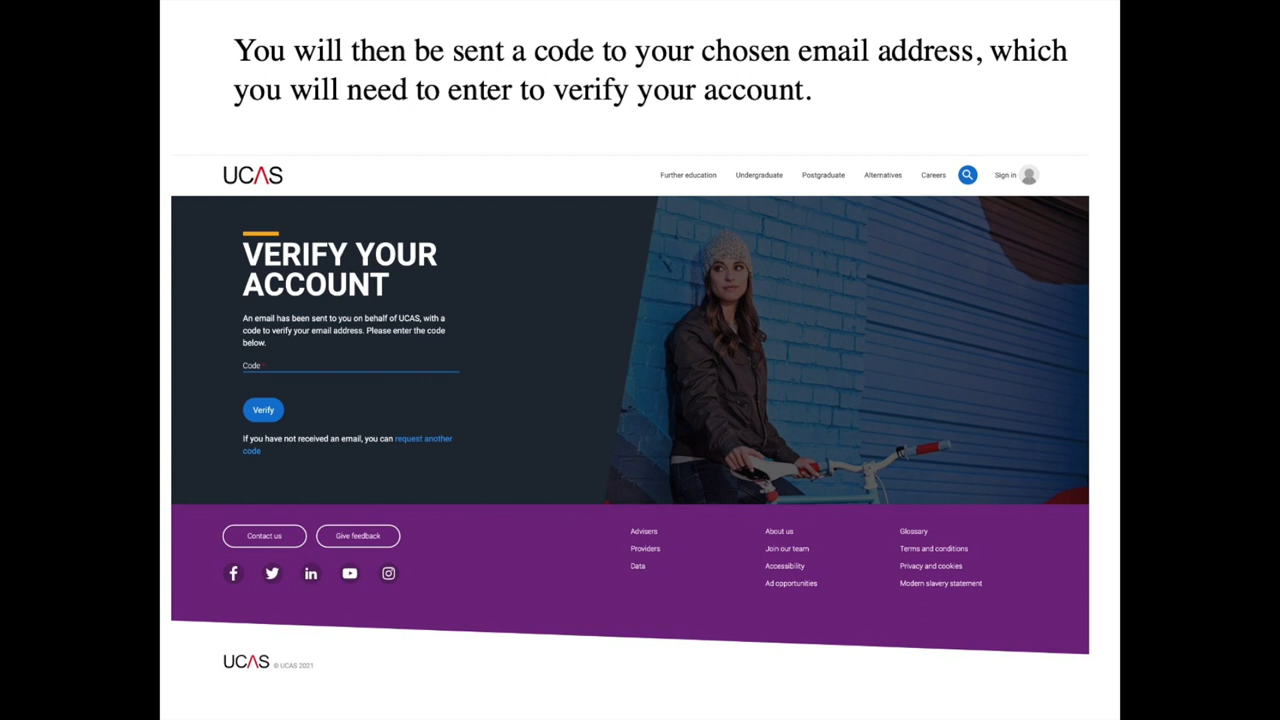 You will then be sent a code to your chosen email address, which
you will need to enter to verify your account.
UCAS
Further education
Undergraduate
Postgraduate
Alternatives
Careers
Sign in
VERIFY YOUR
ACCOUNT
An email has been sent to you on behalf of UCAS, with a
code to verify your email address. Please enter the code
below.
Code *
Verify
If you have not received an email, you can request another
code
Contact us
Give feedback
Advisers
Providers
Data
About us
Join our team
Accessibility
Ad opportunities
Glossary
Terms and conditions
Privacy and cookies
Modern slavery statement
UCAS © UCAS 2021